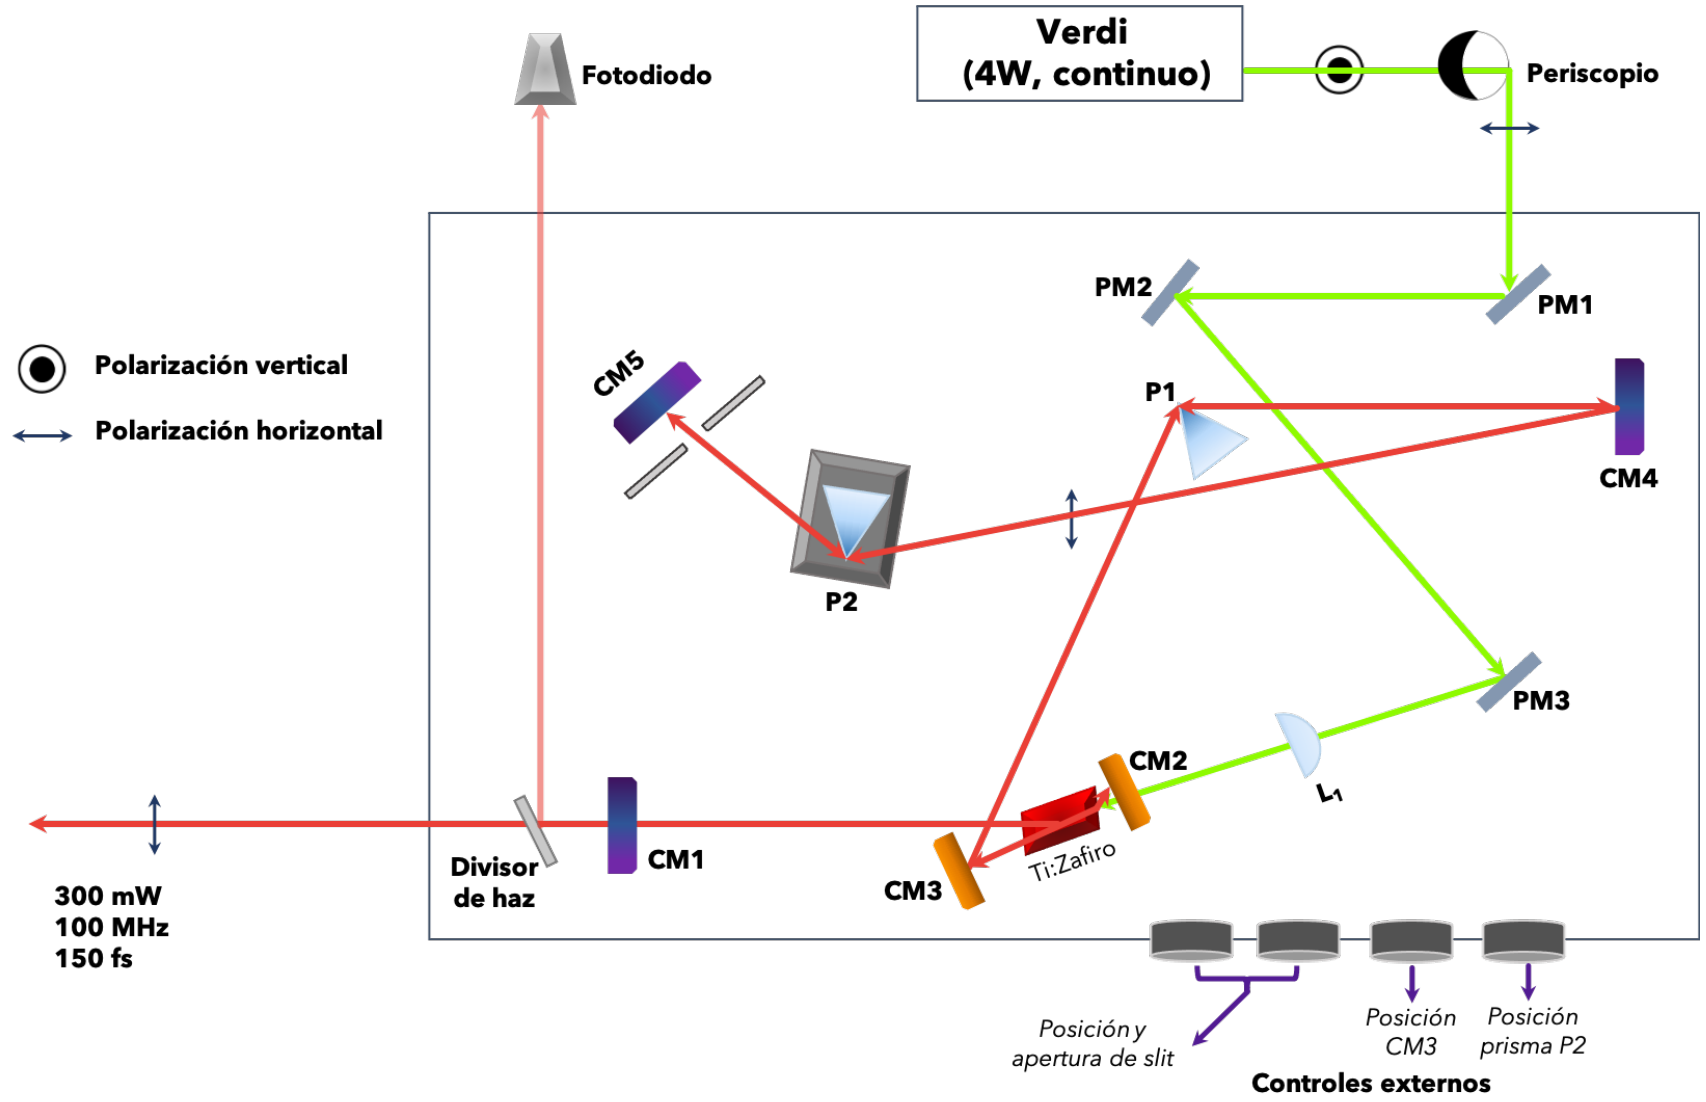 Verdi
(4W, continuo)
Fotodiodo
Periscopio
PM2
PM1
Polarización vertical
Polarización horizontal
CM5
P1
CM4
P2
PM3
CM2
L1
Ti:Zafiro
CM3
CM1
Divisor
de haz
300 mW
100 MHz
150 fs
Posición y
apertura de slit
Posición
CM3
Posición
prisma P2
Controles externos